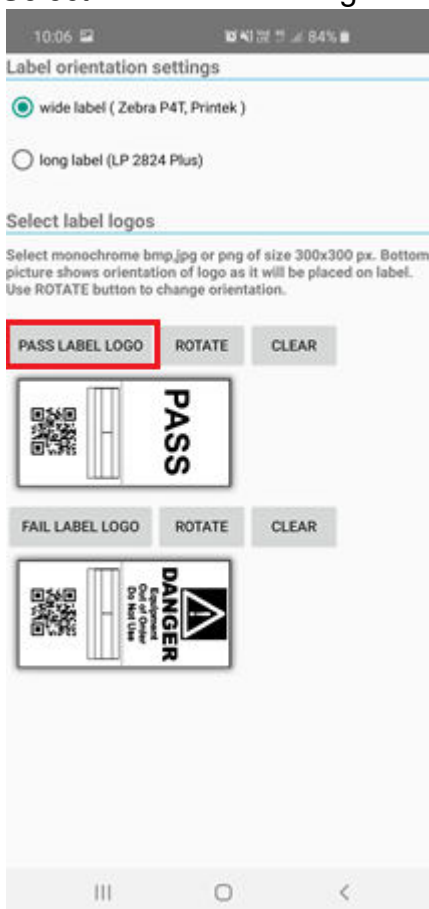 10:06 84%
Label orientation settings
wide label ( Zebra P4T, Printek )
long label (LP 2824 Plus)
Select label logos
Select monochrome bmp,jpg or png of size 300x300 px. Bottom
picture shows orientation of logo as it will be placed on label.
Use ROTATE button to change orientation.
PASS LABEL LOGO ROTATE CLEAR
PASS
FAIL LABEL LOGO ROTATE CLEAR
DANGER
Equipment
Out of Order
Do Not Use